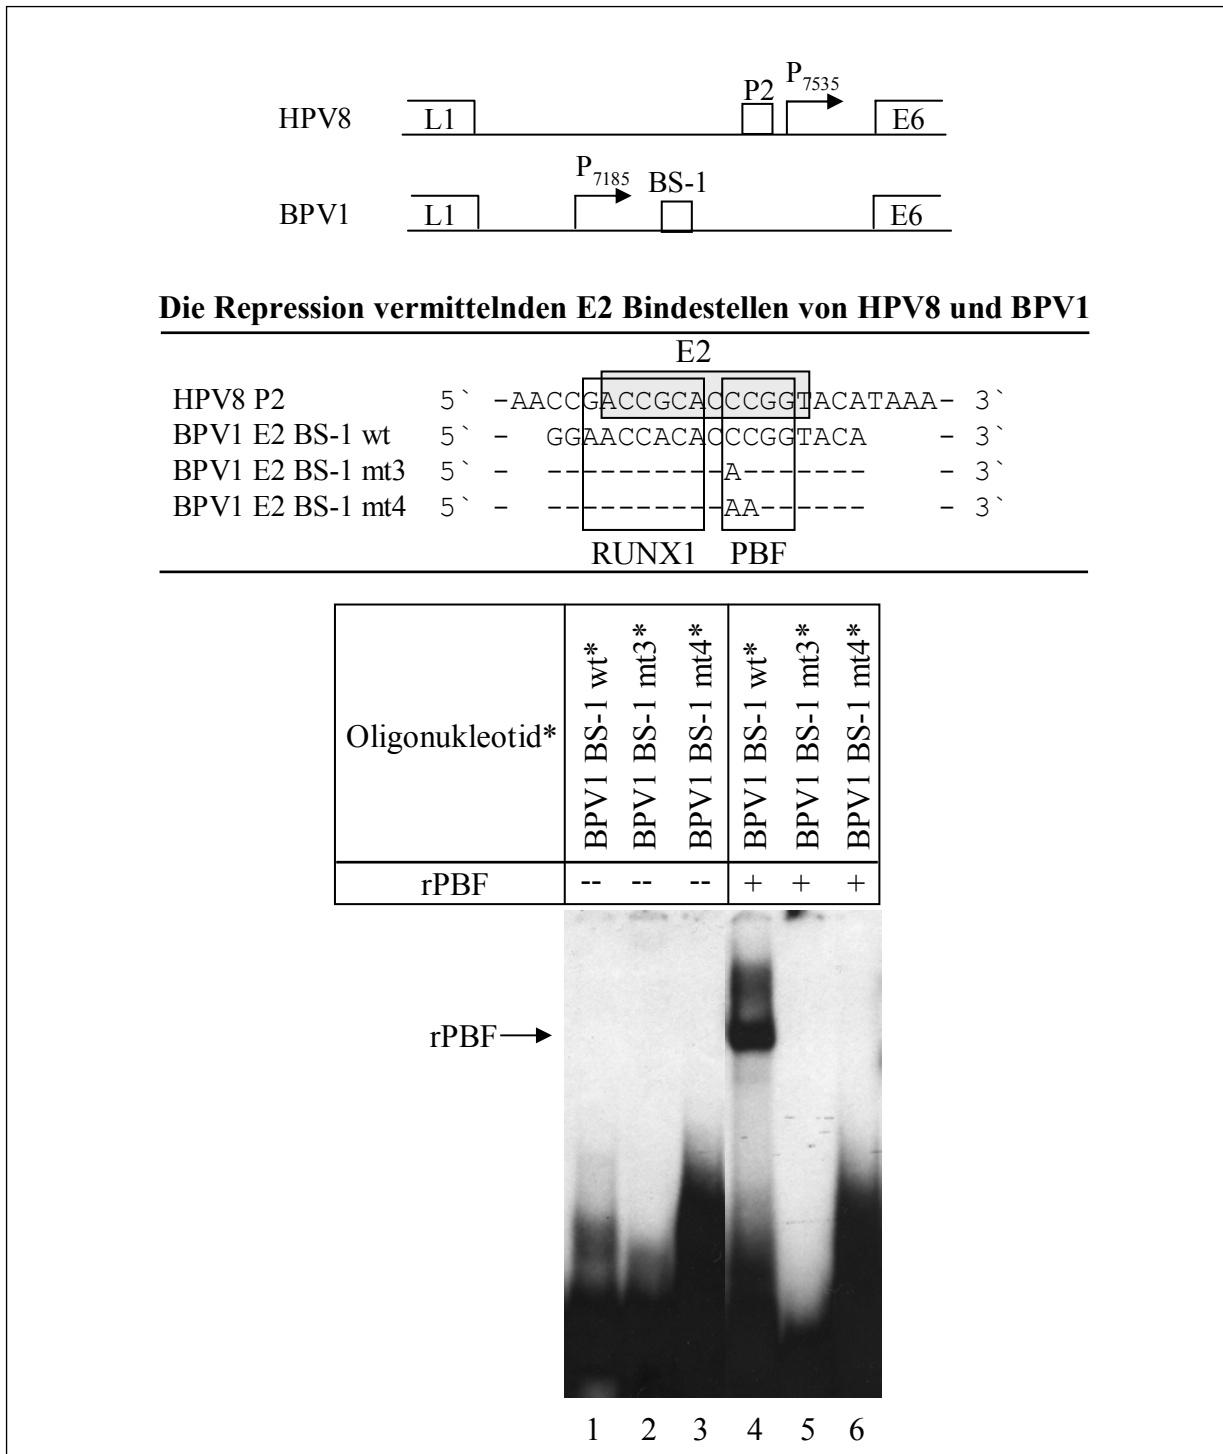 P2 P7535
HPV8 L1 E6
P7185 BS-1
BPV1 L1 E6
Die Repression vermittelnden E2 Bindestellen von HPV8 und BPV1
E2
HPV8 P2 5` -AACCGACCGCACCCGGTACATAAA- 3`
BPV1 E2 BS-1 wt 5` - GGAACCACACCCGGTACA - 3`
BPV1 E2 BS-1 mt3 5` - ----------A------- - 3`
BPV1 E2 BS-1 mt4 5` - ----------AA------ - 3`
RUNX1 PBF
Oligonukleotid* BPV1 BS-1 wt* BPV1 BS-1 mt3* BPV1 BS-1 mt4* BPV1 BS-1 wt* BPV1 BS-1 mt3* BPV1 BS-1 mt4*
rPBF -- -- -- + + +
rPBF
1 2 3 4 5 6